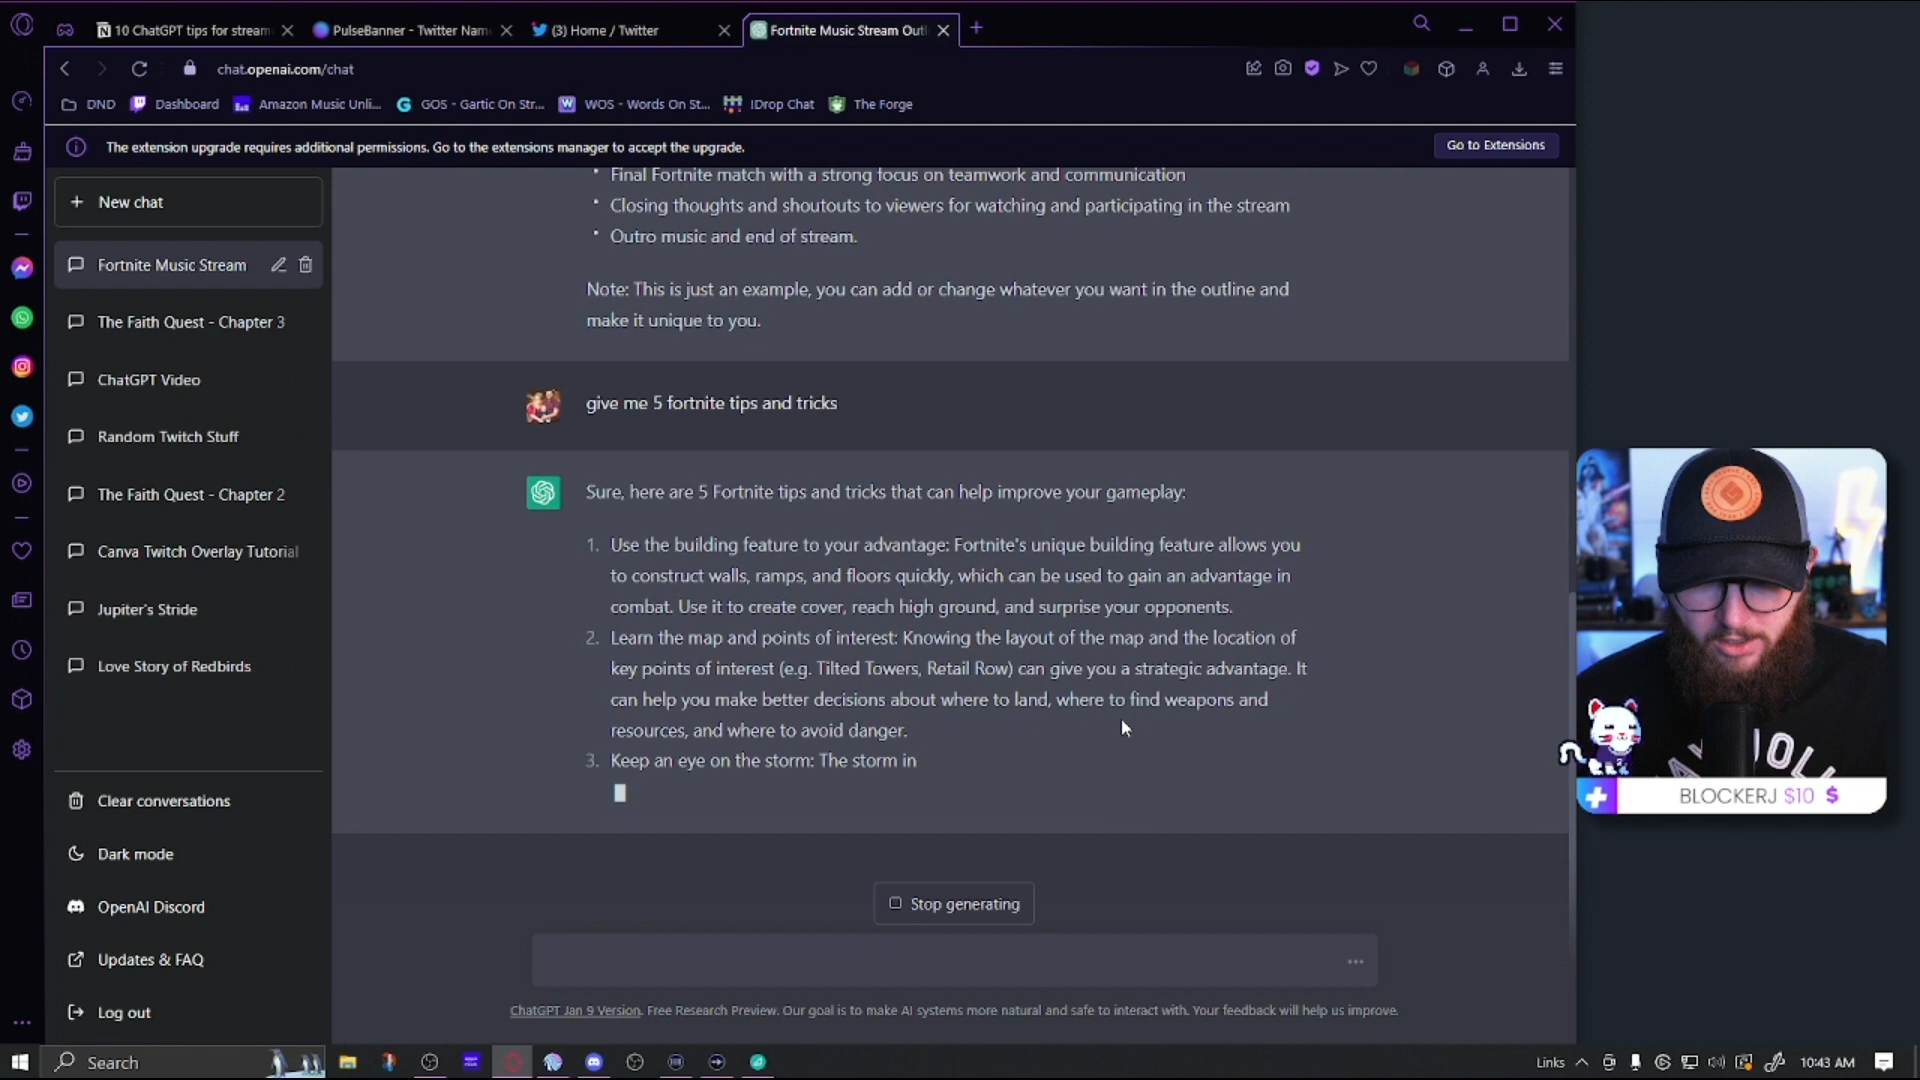 10 ChatGPT tips for stream
PulseBanner - Twitter Nam
(3) Home / Twitter
Fortnite Music Stream Outl
chat.openai.com/chat
DND
Dashboard
Amazon Music Unli...
GOS - Gartic On Str...
WOS - Words On St...
IDrop Chat
The Forge
The extension upgrade requires additional permissions. Go to the extensions manager to accept the upgrade.
Go to Extensions
+ New chat
Fortnite Music Stream
The Faith Quest - Chapter 3
ChatGPT Video
Random Twitch Stuff
The Faith Quest - Chapter 2
Canva Twitch Overlay Tutorial
Jupiter's Stride
Love Story of Redbirds
Clear conversations
Dark mode
OpenAI Discord
Updates & FAQ
Log out
• Final Fortnite match with a strong focus on teamwork and communication
• Closing thoughts and shoutouts to viewers for watching and participating in the stream
• Outro music and end of stream.
Note: This is just an example, you can add or change whatever you want in the outline and
make it unique to you.
give me 5 fortnite tips and tricks
Sure, here are 5 Fortnite tips and tricks that can help improve your gameplay:
1. Use the building feature to your advantage: Fortnite's unique building feature allows you
to construct walls, ramps, and floors quickly, which can be used to gain an advantage in
combat. Use it to create cover, reach high ground, and surprise your opponents.
2. Learn the map and points of interest: Knowing the layout of the map and the location of
key points of interest (e.g. Tilted Towers, Retail Row) can give you a strategic advantage. It
can help you make better decisions about where to land, where to find weapons and
resources, and where to avoid danger.
3. Keep an eye on the storm: The storm in
Stop generating
ChatGPT Jan 9 Version. Free Research Preview. Our goal is to make AI systems more natural and safe to interact with. Your feedback will help us improve.
BLOCKERJ $10 $
Search
Links
10:43 AM